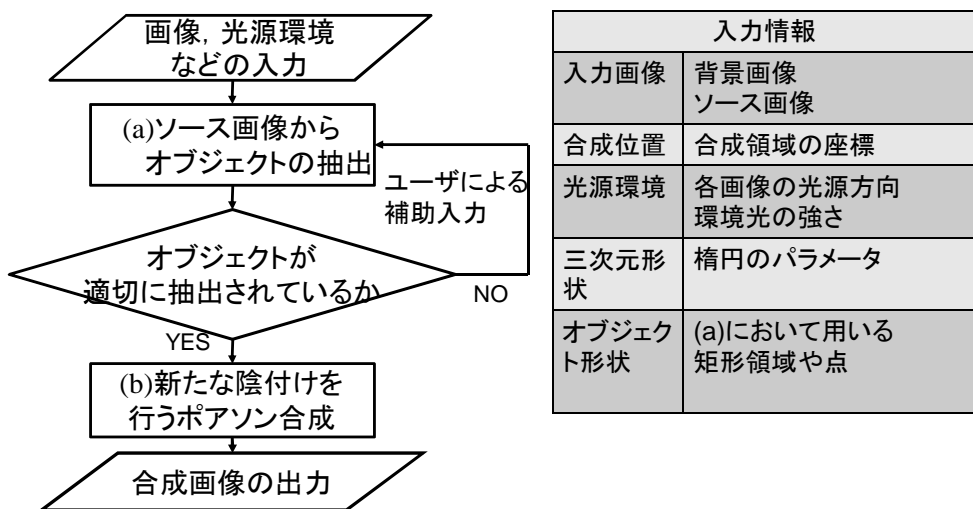 画像，光源環境
などの入力
(a)ソース画像から
オブジェクトの抽出
ユーザによる
補助入力
オブジェクトが
適切に抽出されているか
NO
YES
(b)新たな陰付けを
行うポアソン合成
合成画像の出力
入力情報
入力画像
背景画像
ソース画像
合成位置
合成領域の座標
光源環境
各画像の光源方向
環境光の強さ
三次元形
状
楕円のパラメータ
オブジェク
ト形状
(a)において用いる
矩形領域や点